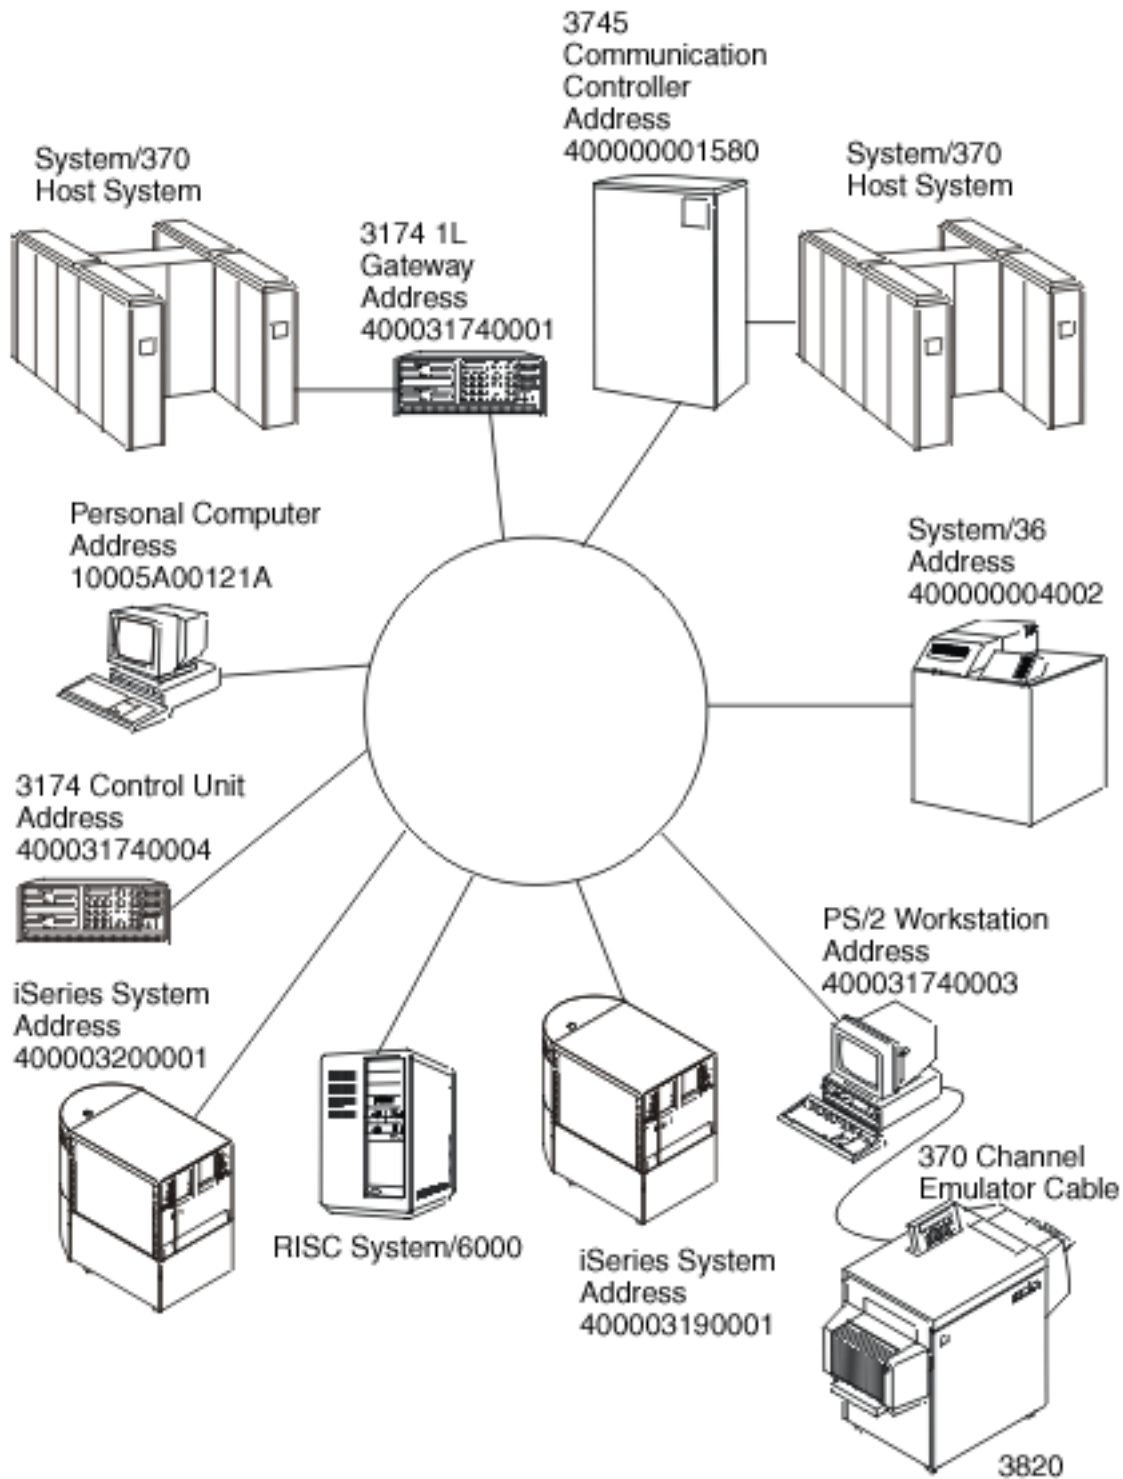 3745
Communication
Controller
Address
400000001580
System/370
Host System
System/370
Host System
3174 1L
Gateway
Address
400031740001
Personal Computer
Address
10005A00121A
System/36
Address
400000004002
3174 Control Unit
Address
400031740004
PS/2 Workstation
Address
400031740003
iSeries System
Address
400003200001
370 Channel
Emulator Cable
RISC System/6000
iSeries System
Address
400003190001
3820